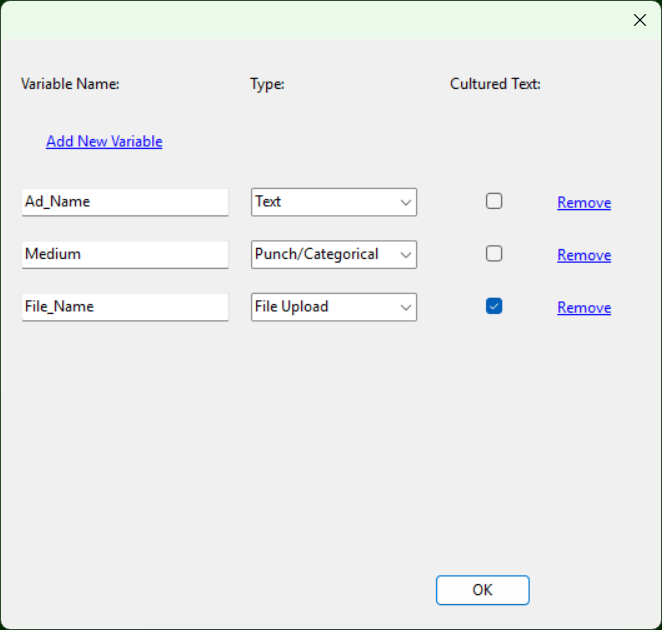 Variable Name: Type: Cultured Text:
Add New Variable
Ad_Name Text Remove
Medium Punch/Categorical Remove
File_Name File Upload Remove
OK